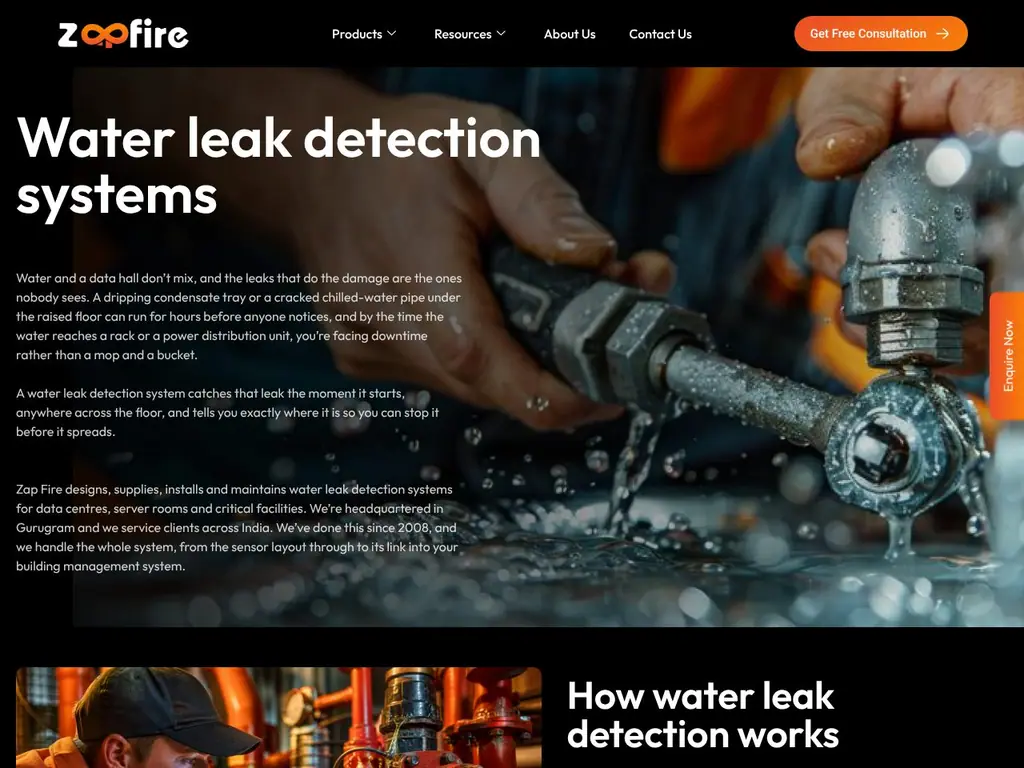 zapfire
Products
Resources
About Us
Contact Us
Get Free Consultation
Water leak detection
systems
Water and a data hall don’t mix, and the leaks that do the damage are the ones
nobody sees. A dripping condensate tray or a cracked chilled-water pipe under
the raised floor can run for hours before anyone notices, and by the time the
water reaches a rack or a power distribution unit, you’re facing downtime
rather than a mop and a bucket.
A water leak detection system catches that leak the moment it starts,
anywhere across the floor, and tells you exactly where it is so you can stop it
before it spreads.
Zap Fire designs, supplies, installs and maintains water leak detection systems
for data centres, server rooms and critical facilities. We’re headquartered in
Gurugram and we service clients across India. We’ve done this since 2008, and
we handle the whole system, from the sensor layout through to its link into your
building management system.
Enquire Now
How water leak
detection works